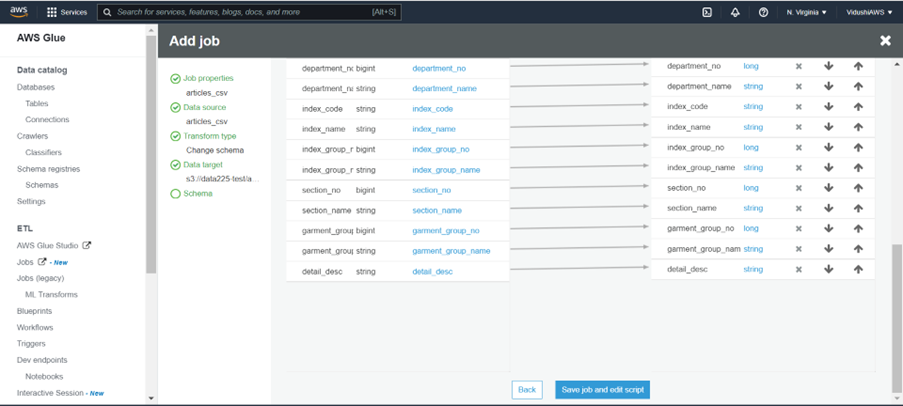 aws Services Search for services, features, blogs, docs, and more [Alt+S] N. Virginia VidushiAWS
AWS Glue
Data catalog
Databases
Tables
Connections
Crawlers
Classifiers
Schema registries
Schemas
Settings
ETL
AWS Glue Studio
Jobs - New
Jobs (legacy)
ML Transforms
Blueprints
Workflows
Triggers
Dev endpoints
Notebooks
Interactive Session - New
Add job
Job properties
articles_csv
Data source
articles_csv
Transform type
Change schema
Data target
s3 //data225-test/a...
Schema
department_nc bigint department_no department_no long
department_na string department_name department_name string
index_code string index_code index_code string
index_name string index_name index_name string
index_group_n bigint index_group_no index_group_no long
index_group_r string index_group_name index_group_name string
section_no bigint section_no section_no long
section_name string section_name section_name string
garment_grou bigint garment_group_no garment_group_no long
garment_grou string garment_group_name garment_group_nam string
detail_desc string detail_desc detail_desc string
Back Save job and edit script